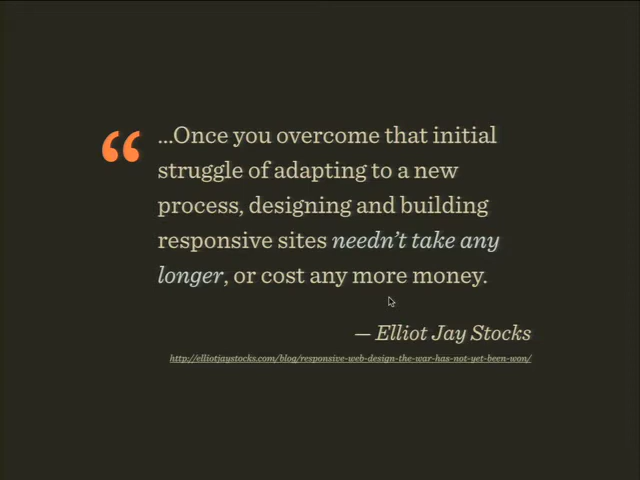 “
...Once you overcome that initial
struggle of adapting to a new
process, designing and building
responsive sites needn’t take any
longer, or cost any more money.
— Elliot Jay Stocks
http://elliotjaystocks.com/blog/responsive-web-design-the-war-has-not-yet-been-won/